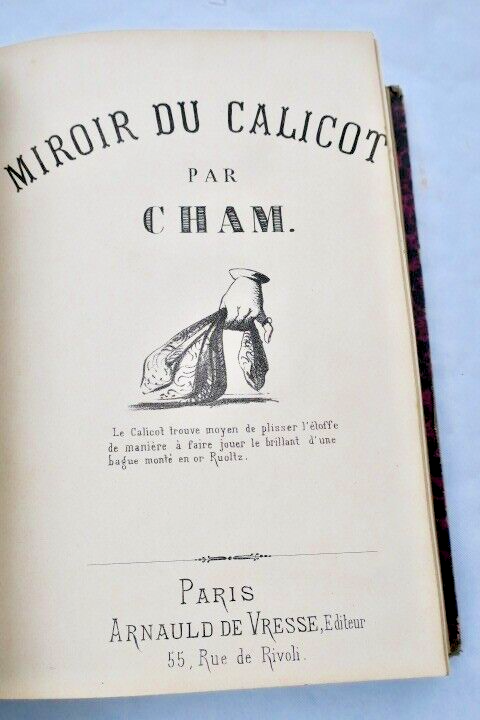 MIROIR DU CALICOT
PAR
CHAM.
Le Calicot trouve moyen de plisser l'étoffe
de manière à faire jouer le brillant d'une
bague monté en or Ruoltz.
PARIS
ARNAULD DE VRESSE, Editeur
55, Rue de Rivoli.